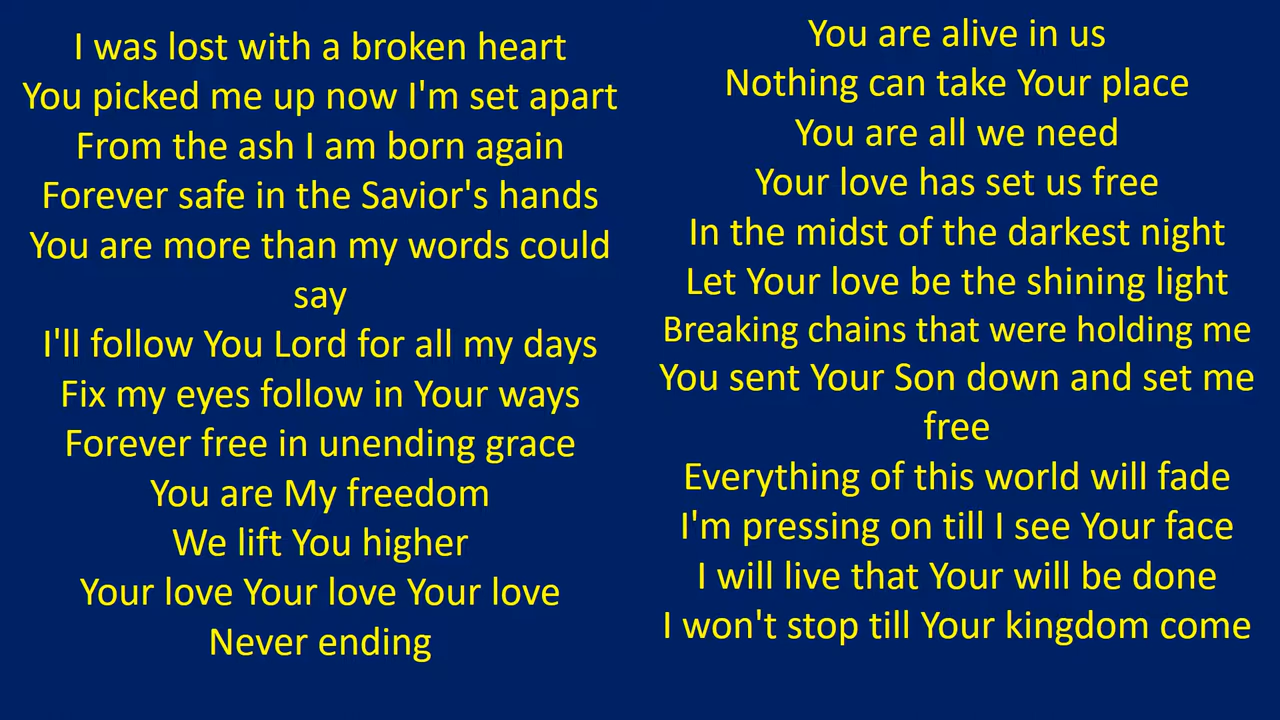 I was lost with a broken heart
You picked me up now I'm set apart
From the ash I am born again
Forever safe in the Savior's hands
You are more than my words could
say
I'll follow You Lord for all my days
Fix my eyes follow in Your ways
Forever free in unending grace
You are My freedom
We lift You higher
Your love Your love Your love
Never ending
You are alive in us
Nothing can take Your place
You are all we need
Your love has set us free
In the midst of the darkest night
Let Your love be the shining light
Breaking chains that were holding me
You sent Your Son down and set me
free
Everything of this world will fade
I'm pressing on till I see Your face
I will live that Your will be done
I won't stop till Your kingdom come